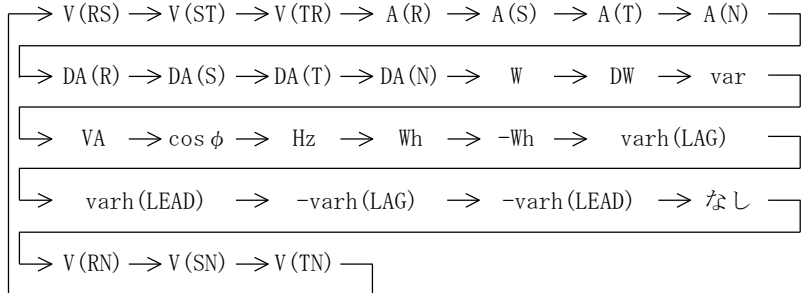 V(RS) → V(ST) → V(TR) → A(R) → A(S) → A(T) → A(N)
→ DA(R) → DA(S) → DA(T) → DA(N) → W → DW → var
→ VA → cosφ → Hz → Wh → -Wh → varh(LAG)
→ varh(LEAD) → -varh(LAG) → -varh(LEAD) → なし
→ V(RN) → V(SN) → V(TN)